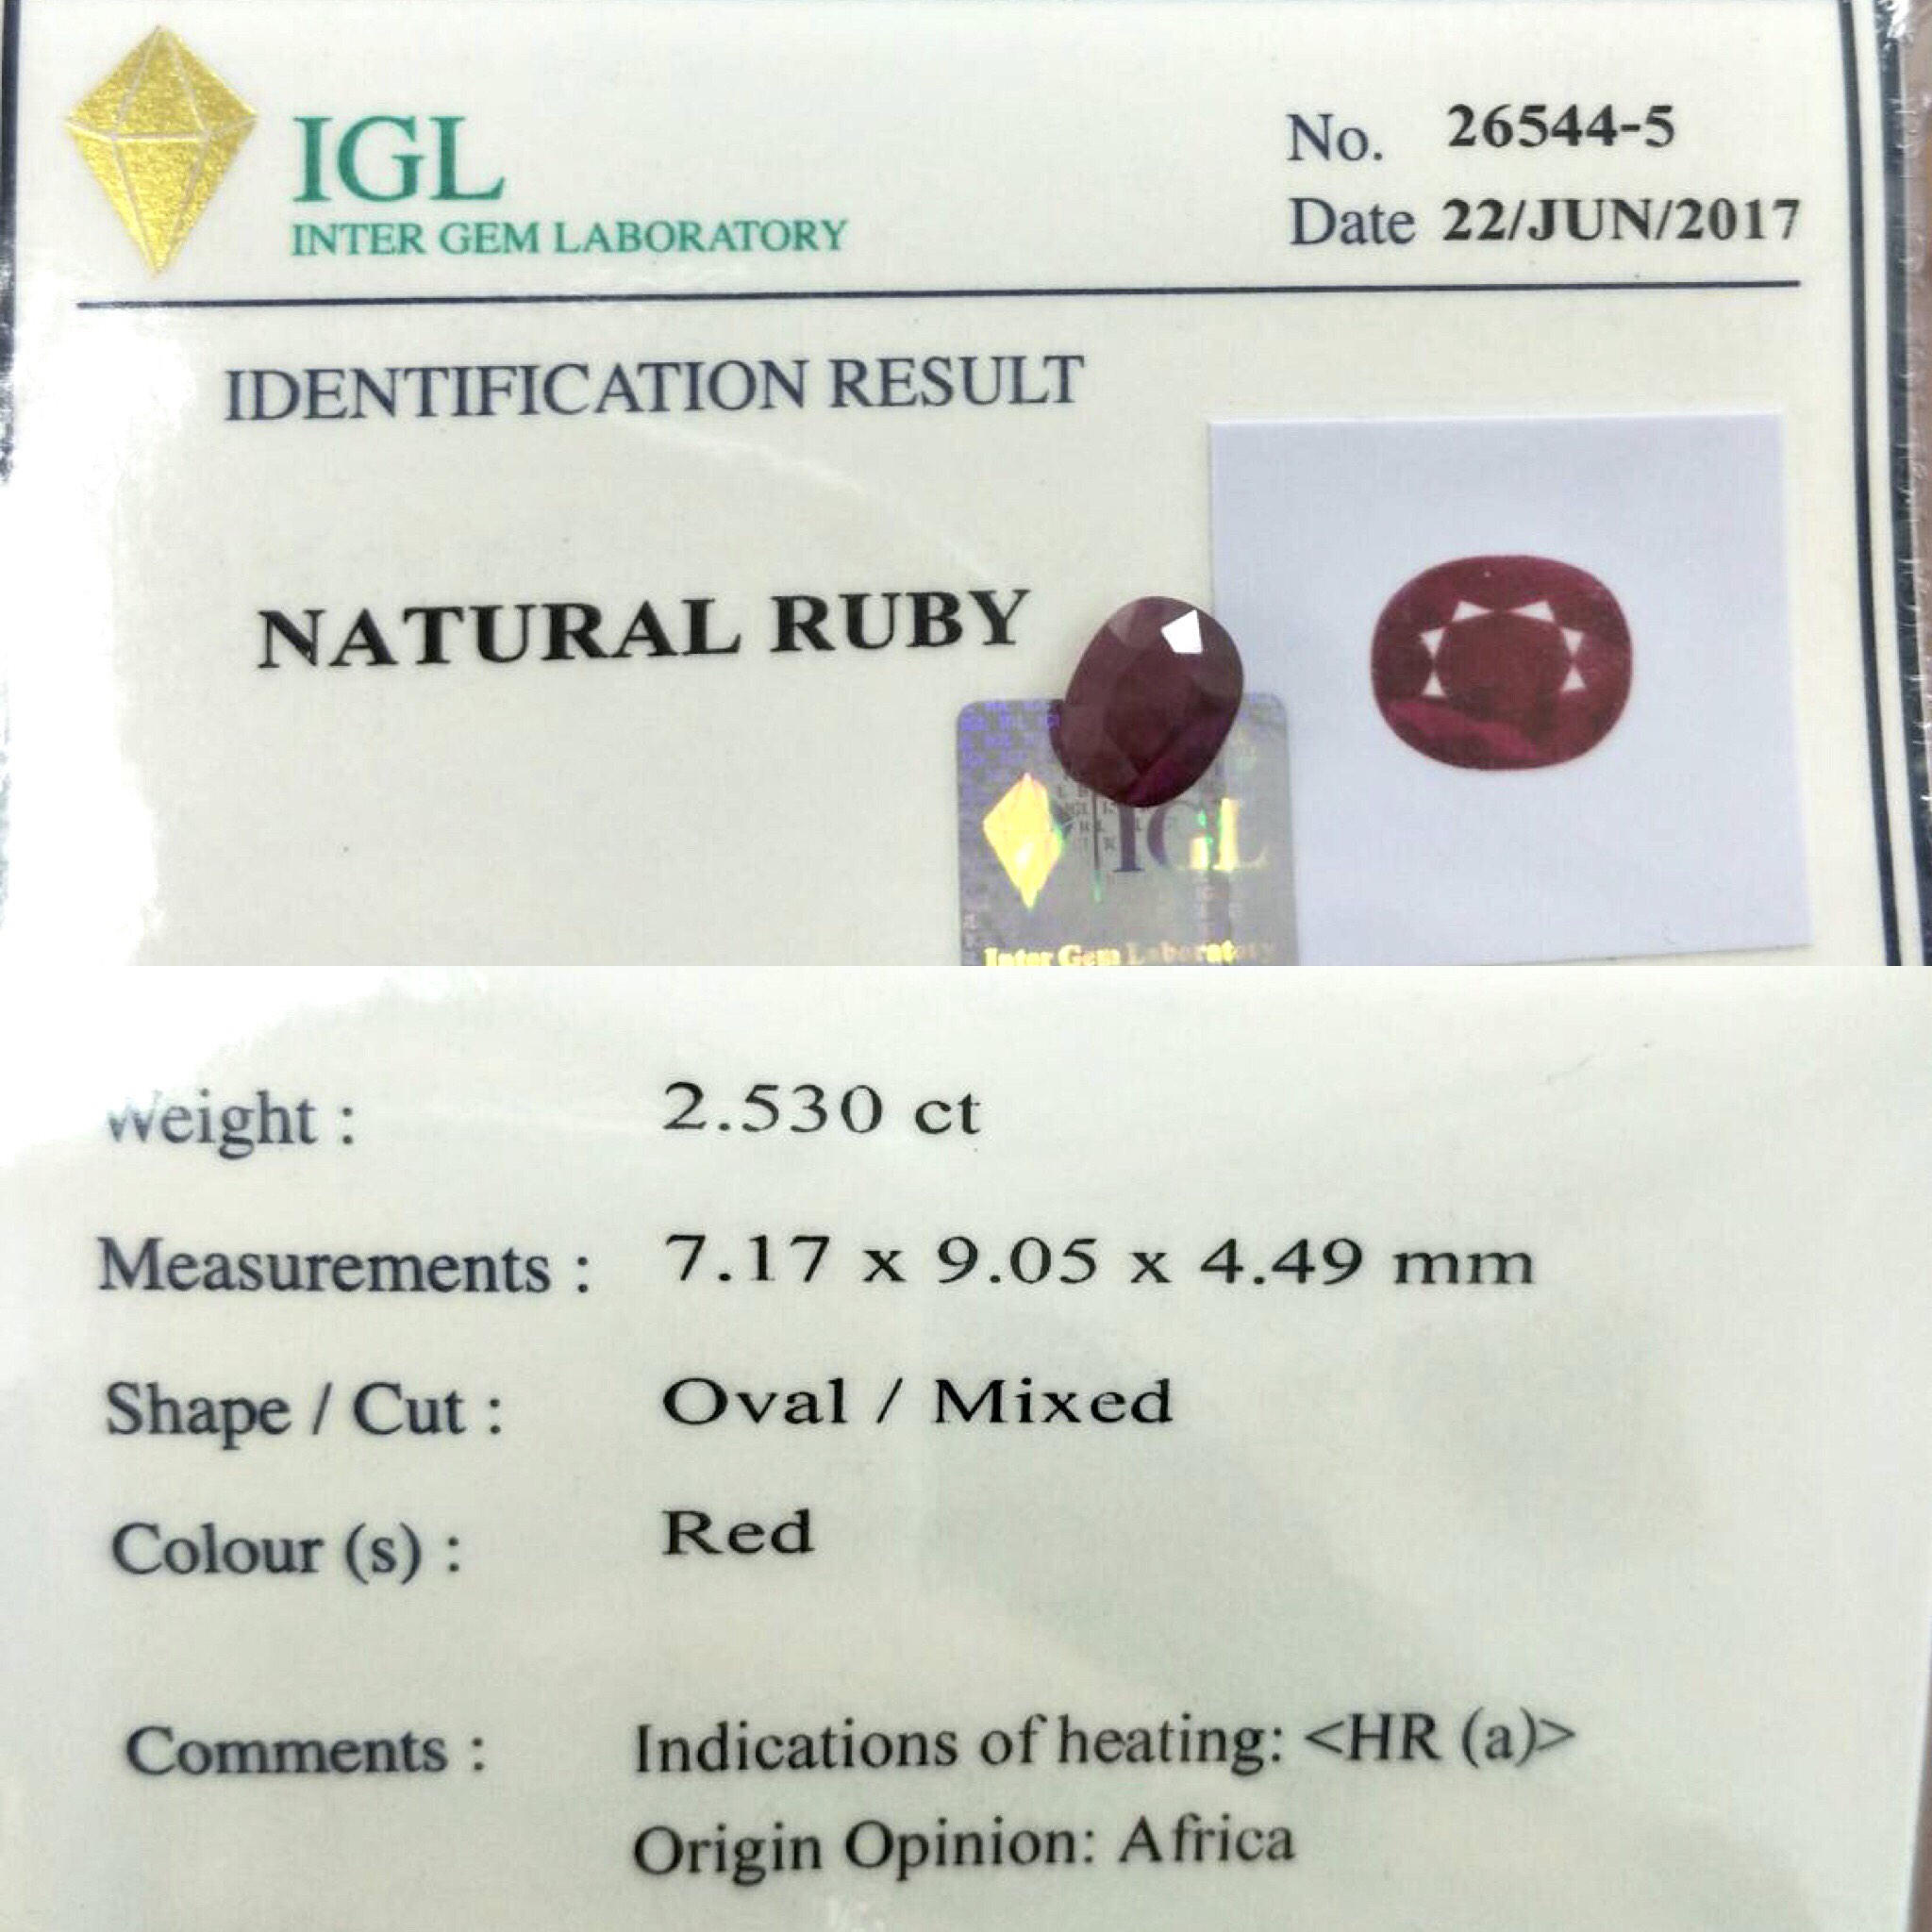 IGL
INTER GEM LABORATORY
No. 26544-5
Date 22/JUN/2017
IDENTIFICATION RESULT
NATURAL RUBY
IGL
Inter Gem Laboratory
Weight : 2.530 ct
Measurements : 7.17 x 9.05 x 4.49 mm
Shape / Cut : Oval / Mixed
Colour (s) : Red
Comments : Indications of heating: <HR (a)>
Origin Opinion: Africa